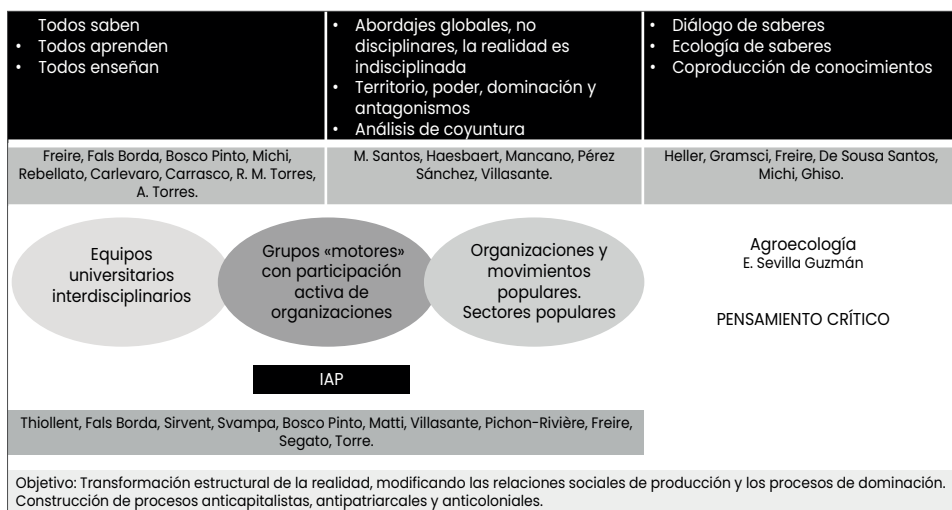 Todos saben
• Todos aprenden
• Todos enseñan
• Abordajes globales, no
disciplinares, la realidad es
indisciplinada
• Territorio, poder, dominación y
antagonismos
• Análisis de coyuntura
• Diálogo de saberes
• Ecología de saberes
• Coproducción de conocimientos
Freire, Fals Borda, Bosco Pinto, Michi,
Rebellato, Carlevaro, Carrasco, R. M. Torres,
A. Torres.
M. Santos, Haesbaert, Mancano, Pérez
Sánchez, Villasante.
Heller, Gramsci, Freire, De Sousa Santos,
Michi, Ghiso.
Equipos
universitarios
interdisciplinarios
Grupos «motores»
con participación
activa de
organizaciones
Organizaciones y
movimientos
populares.
Sectores populares
Agroecología
E. Sevilla Guzmán
PENSAMIENTO CRÍTICO
IAP
Thiollent, Fals Borda, Sirvent, Svampa, Bosco Pinto, Matti, Villasante, Pichon-Rivière, Freire,
Segato, Torre.
Objetivo: Transformación estructural de la realidad, modificando las relaciones sociales de producción y los procesos de dominación.
Construcción de procesos anticapitalistas, antipatriarcales y anticoloniales.